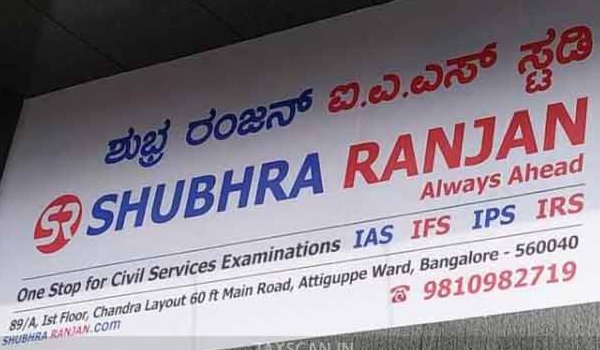 ಶುಭ್ರ ರಂಜನ್ ಐ.ಎ.ಎಸ್ ಸ್ಟಡಿ
SR SHUBHRA RANJAN
Always Ahead
One Stop for Civil Services Examinations IAS IFS IPS IRS
89/A, Ist Floor, Chandra Layout 60 ft Main Road, Attiguppe Ward, Bangalore - 560040
SHUBHRA RANJAN.com
☎ 9810982719
TAXSCAN.IN